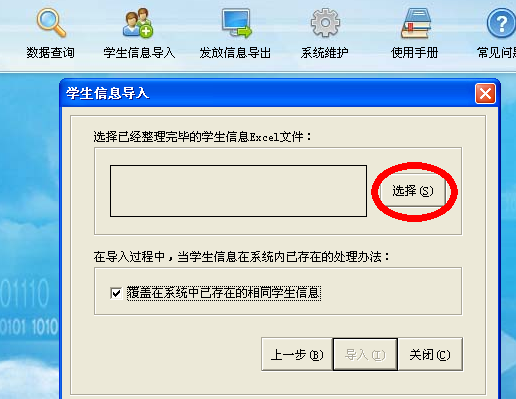 数据查询 学生信息导入 发放信息导出 系统维护 使用手册 常见问
学生信息导入
选择已经整理完毕的学生信息Excel文件：
选择(S)
在导入过程中，当学生信息在系统内已存在的处理办法：
覆盖在系统中已存在的相同学生信息
上一步(B) 导入(I) 关闭(C)
01110
0101 1010